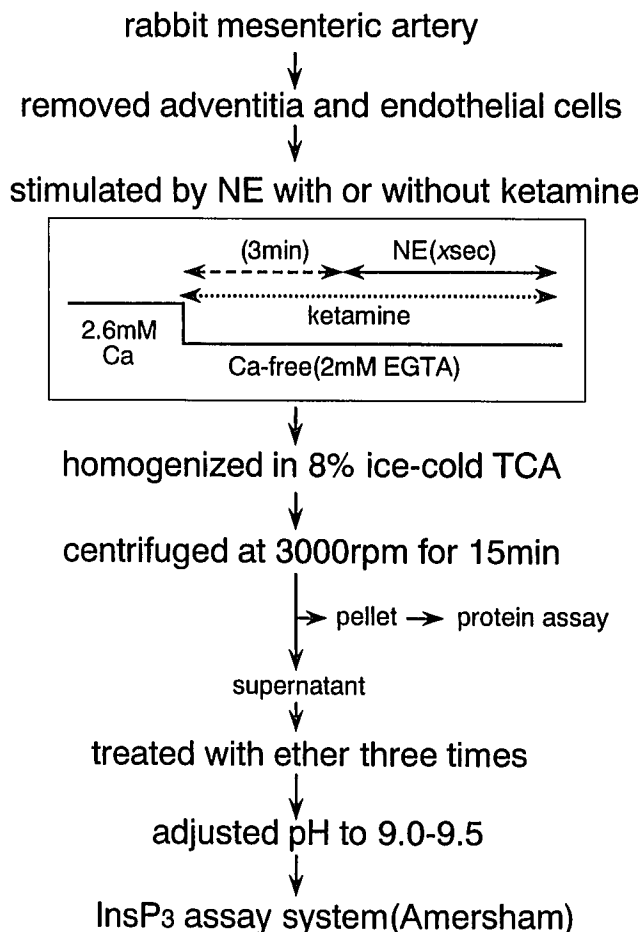 rabbit mesenteric artery
removed adventitia and endothelial cells
stimulated by NE with or without ketamine
(3min) NE(xsec)
ketamine
2.6mM
Ca
Ca-free(2mM EGTA)
homogenized in 8% ice-cold TCA
centrifuged at 3000rpm for 15min
pellet protein assay
supernatant
treated with ether three times
adjusted pH to 9.0-9.5
InsP3 assay system(Amersham)